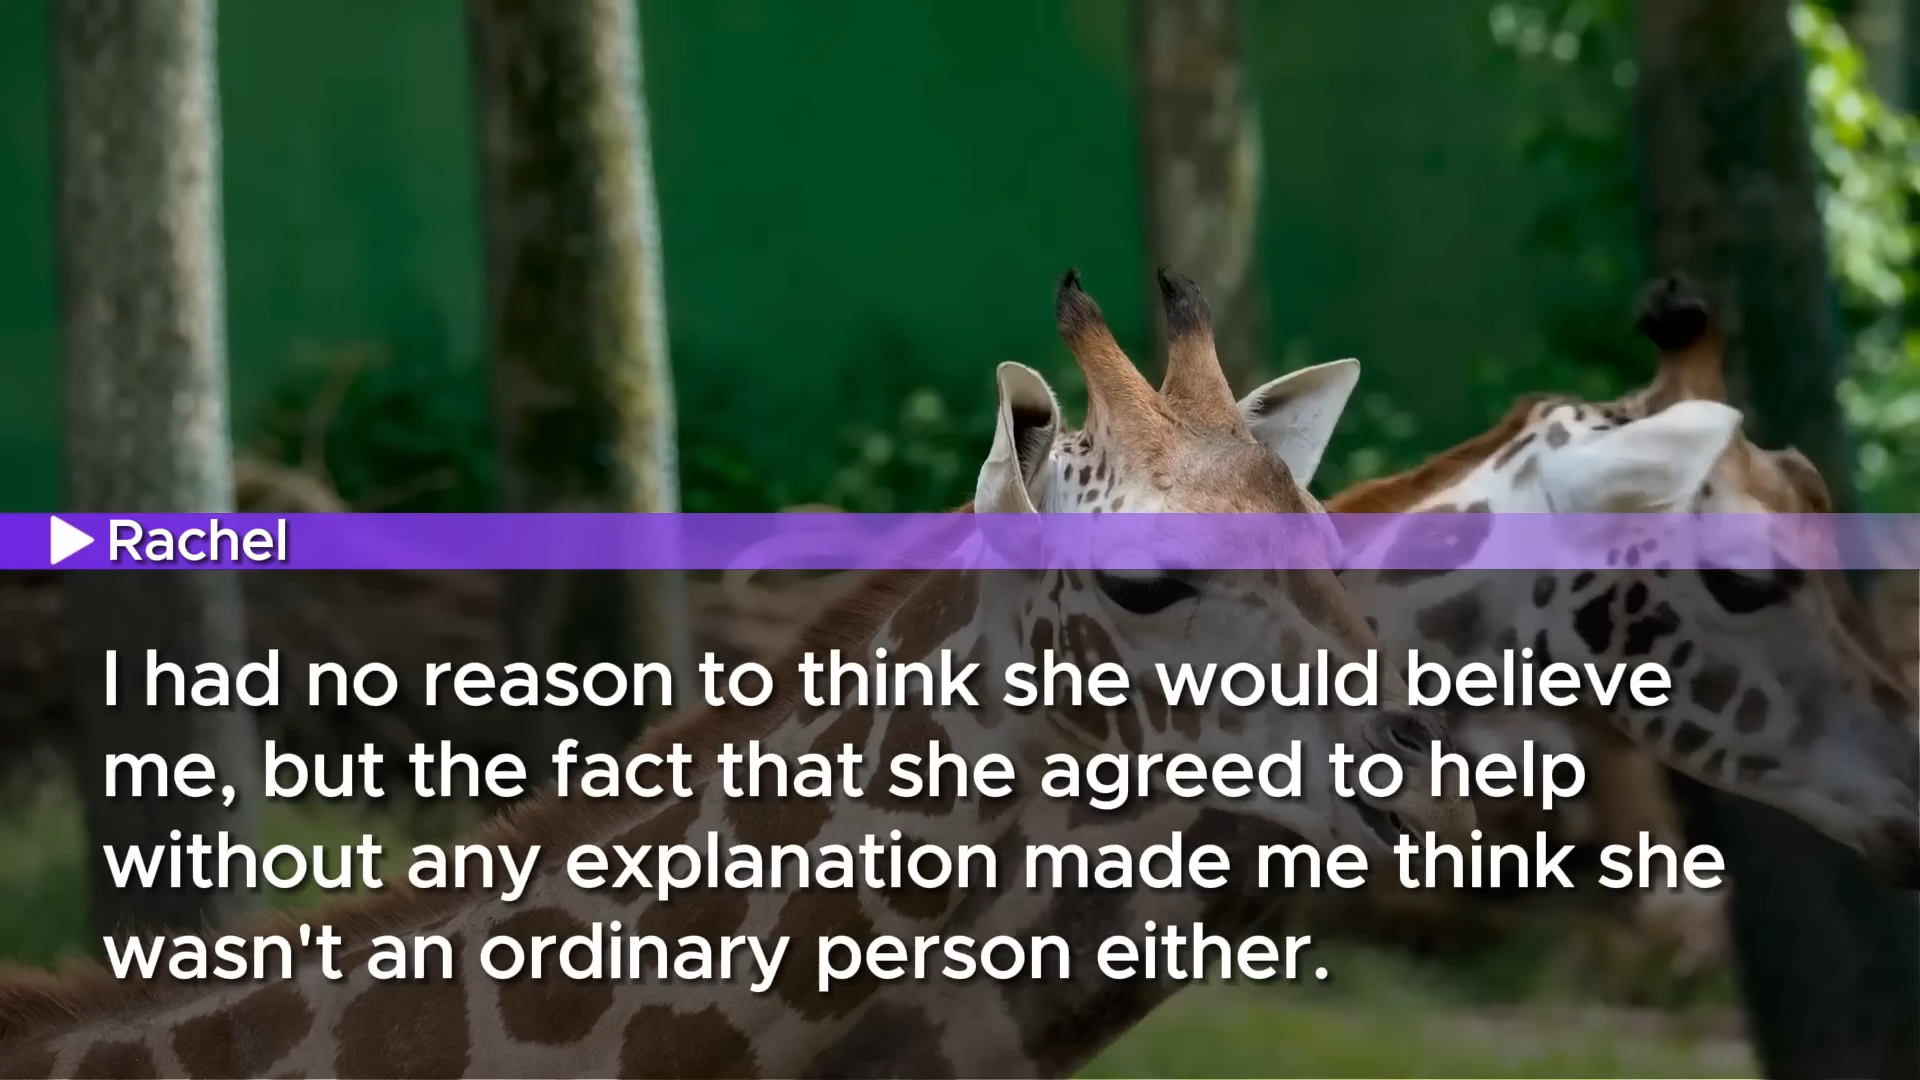 Rachel
I had no reason to think she would believe
me, but the fact that she agreed to help
without any explanation made me think she
wasn't an ordinary person either.